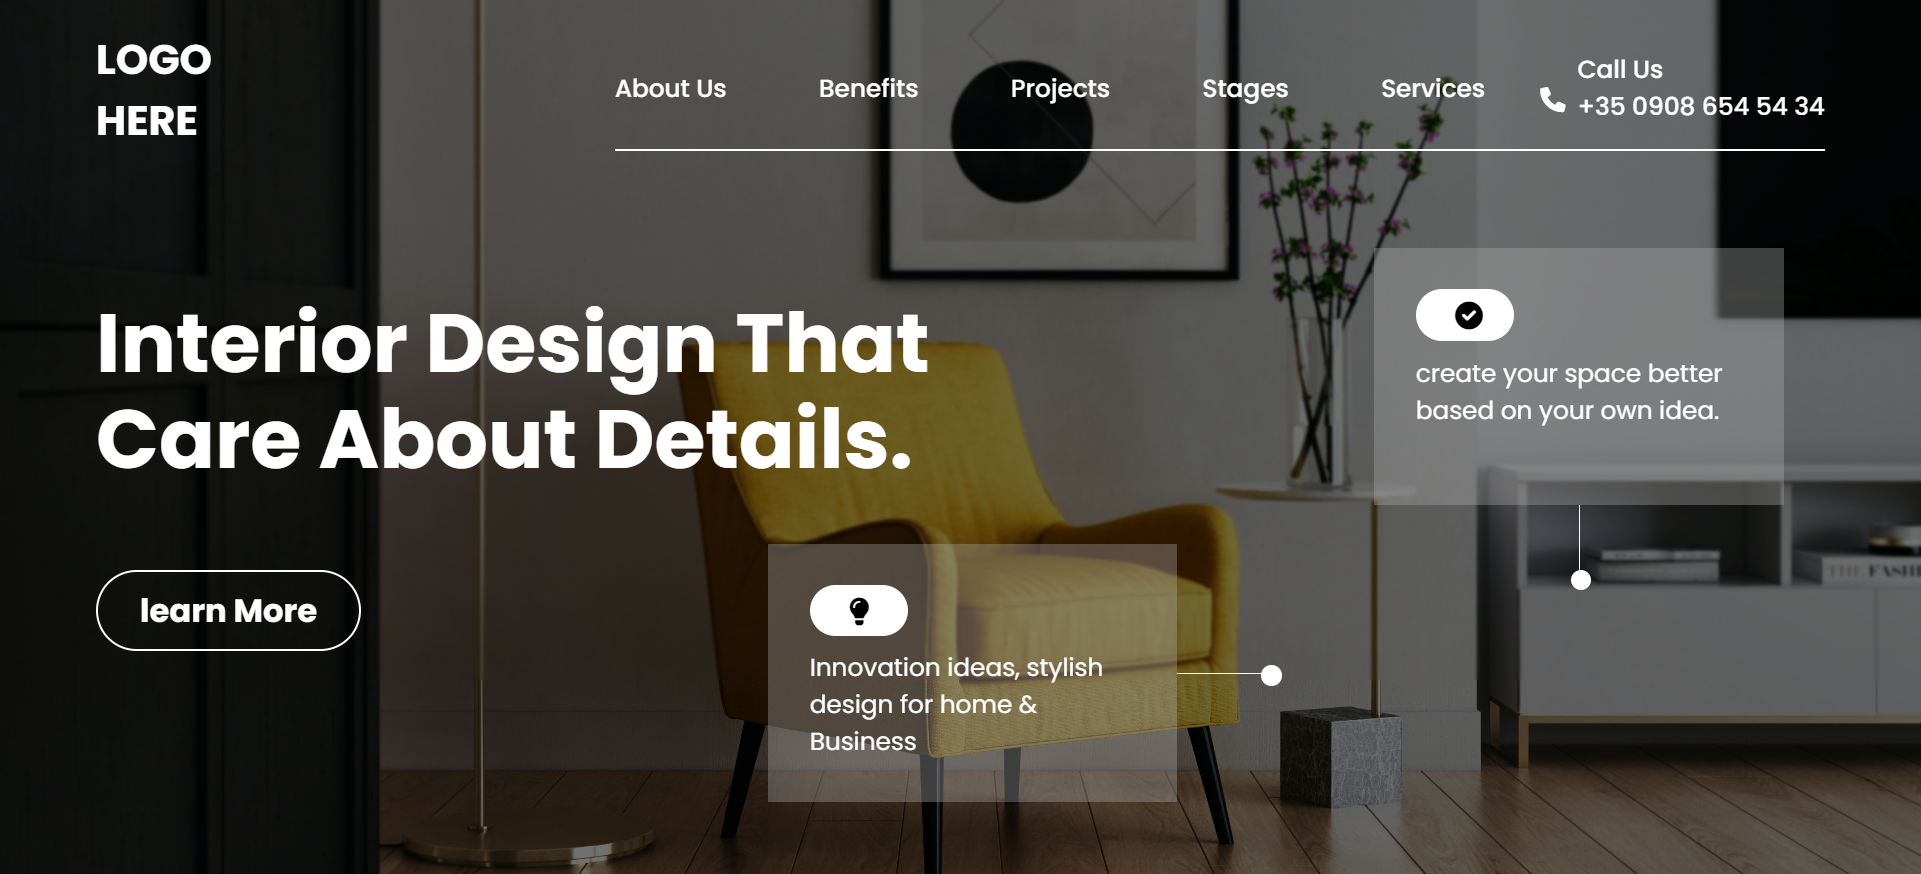 LOGO
HERE
About Us
Benefits
Projects
Stages
Services
Call Us
+35 0908 654 54 34
Interior Design That
Care About Details.
learn More
create your space better
based on your own idea.
Innovation ideas, stylish
design for home &
Business
THE FASH